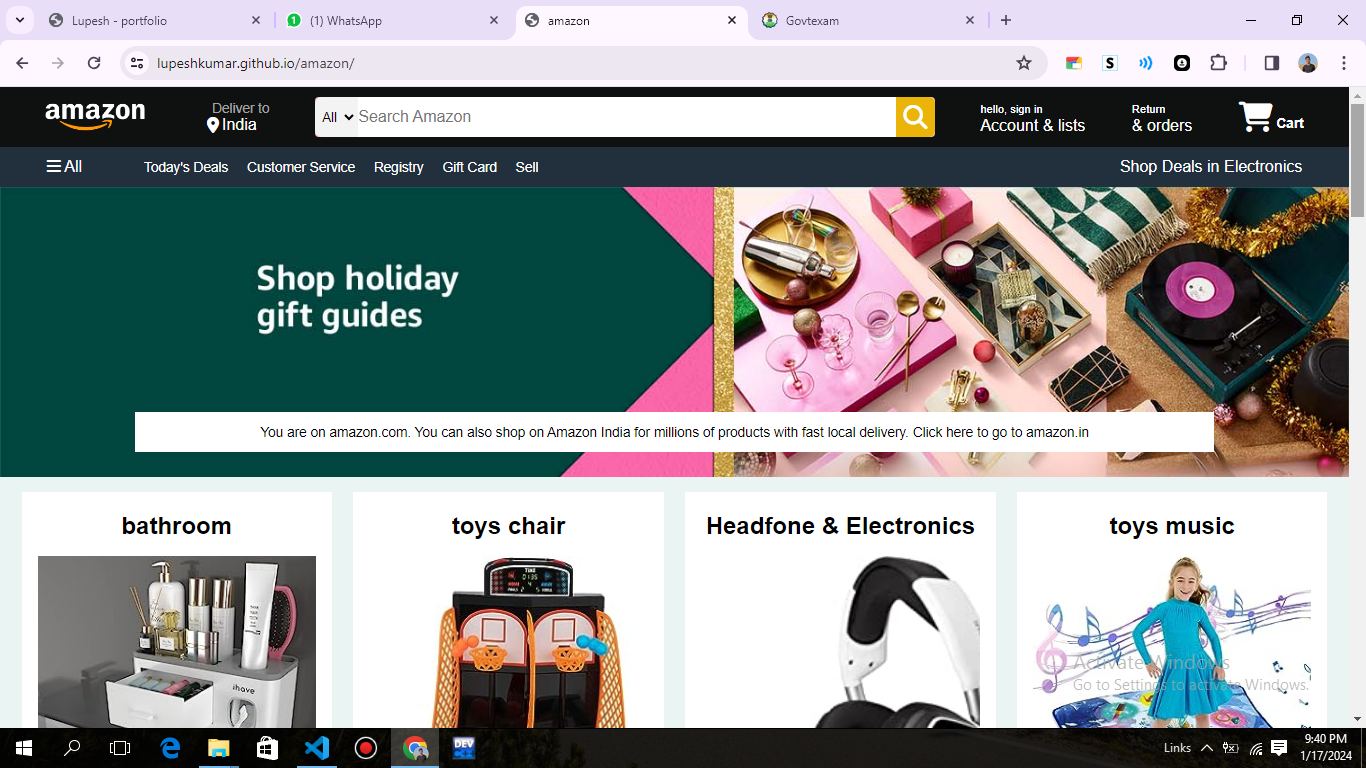 Lupesh - portfolio
(1) WhatsApp
amazon
Govtexam
lupeshkumar.github.io/amazon/
amazon
Deliver to
India
All
Search Amazon
hello, sign in
Account & lists
Return
& orders
Cart
All
Today's Deals
Customer Service
Registry
Gift Card
Sell
Shop Deals in Electronics
Shop holiday
gift guides
You are on amazon.com. You can also shop on Amazon India for millions of products with fast local delivery. Click here to go to amazon.in
bathroom
toys chair
Headfone & Electronics
toys music
TIME
ihave
Activate Windows
Go to Settings to activate Windows.
DEV
Links
9:40 PM
1/17/2024